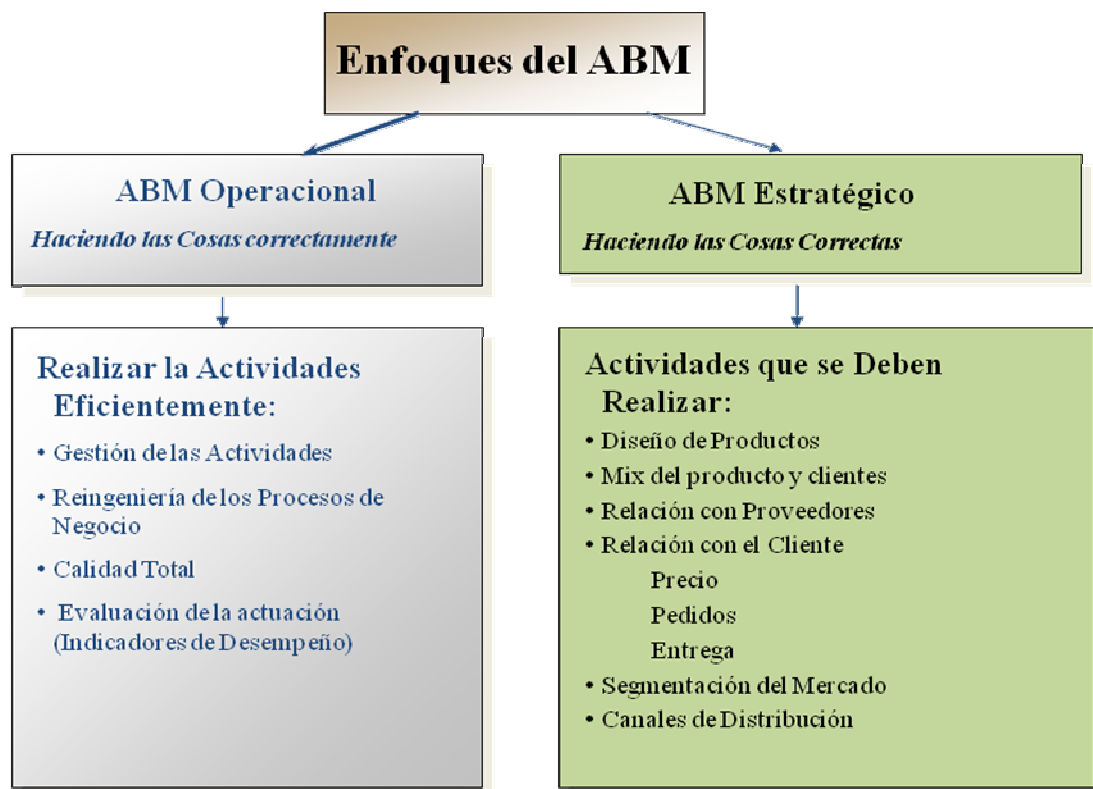 Enfoques del ABM
ABM Operacional
Haciendo las Cosas correctamente
Realizar la Actividades
Eficientemente:
• Gestión de las Actividades
• Reingeniería de los Procesos de
Negocio
• Calidad Total
• Evaluación de la actuación
(Indicadores de Desempeño)
ABM Estratégico
Haciendo las Cosas Correctas
Actividades que se Deben
Realizar:
• Diseño de Productos
• Mix del producto y clientes
• Relación con Proveedores
• Relación con el Cliente
Precio
Pedidos
Entrega
• Segmentación del Mercado
• Canales de Distribución